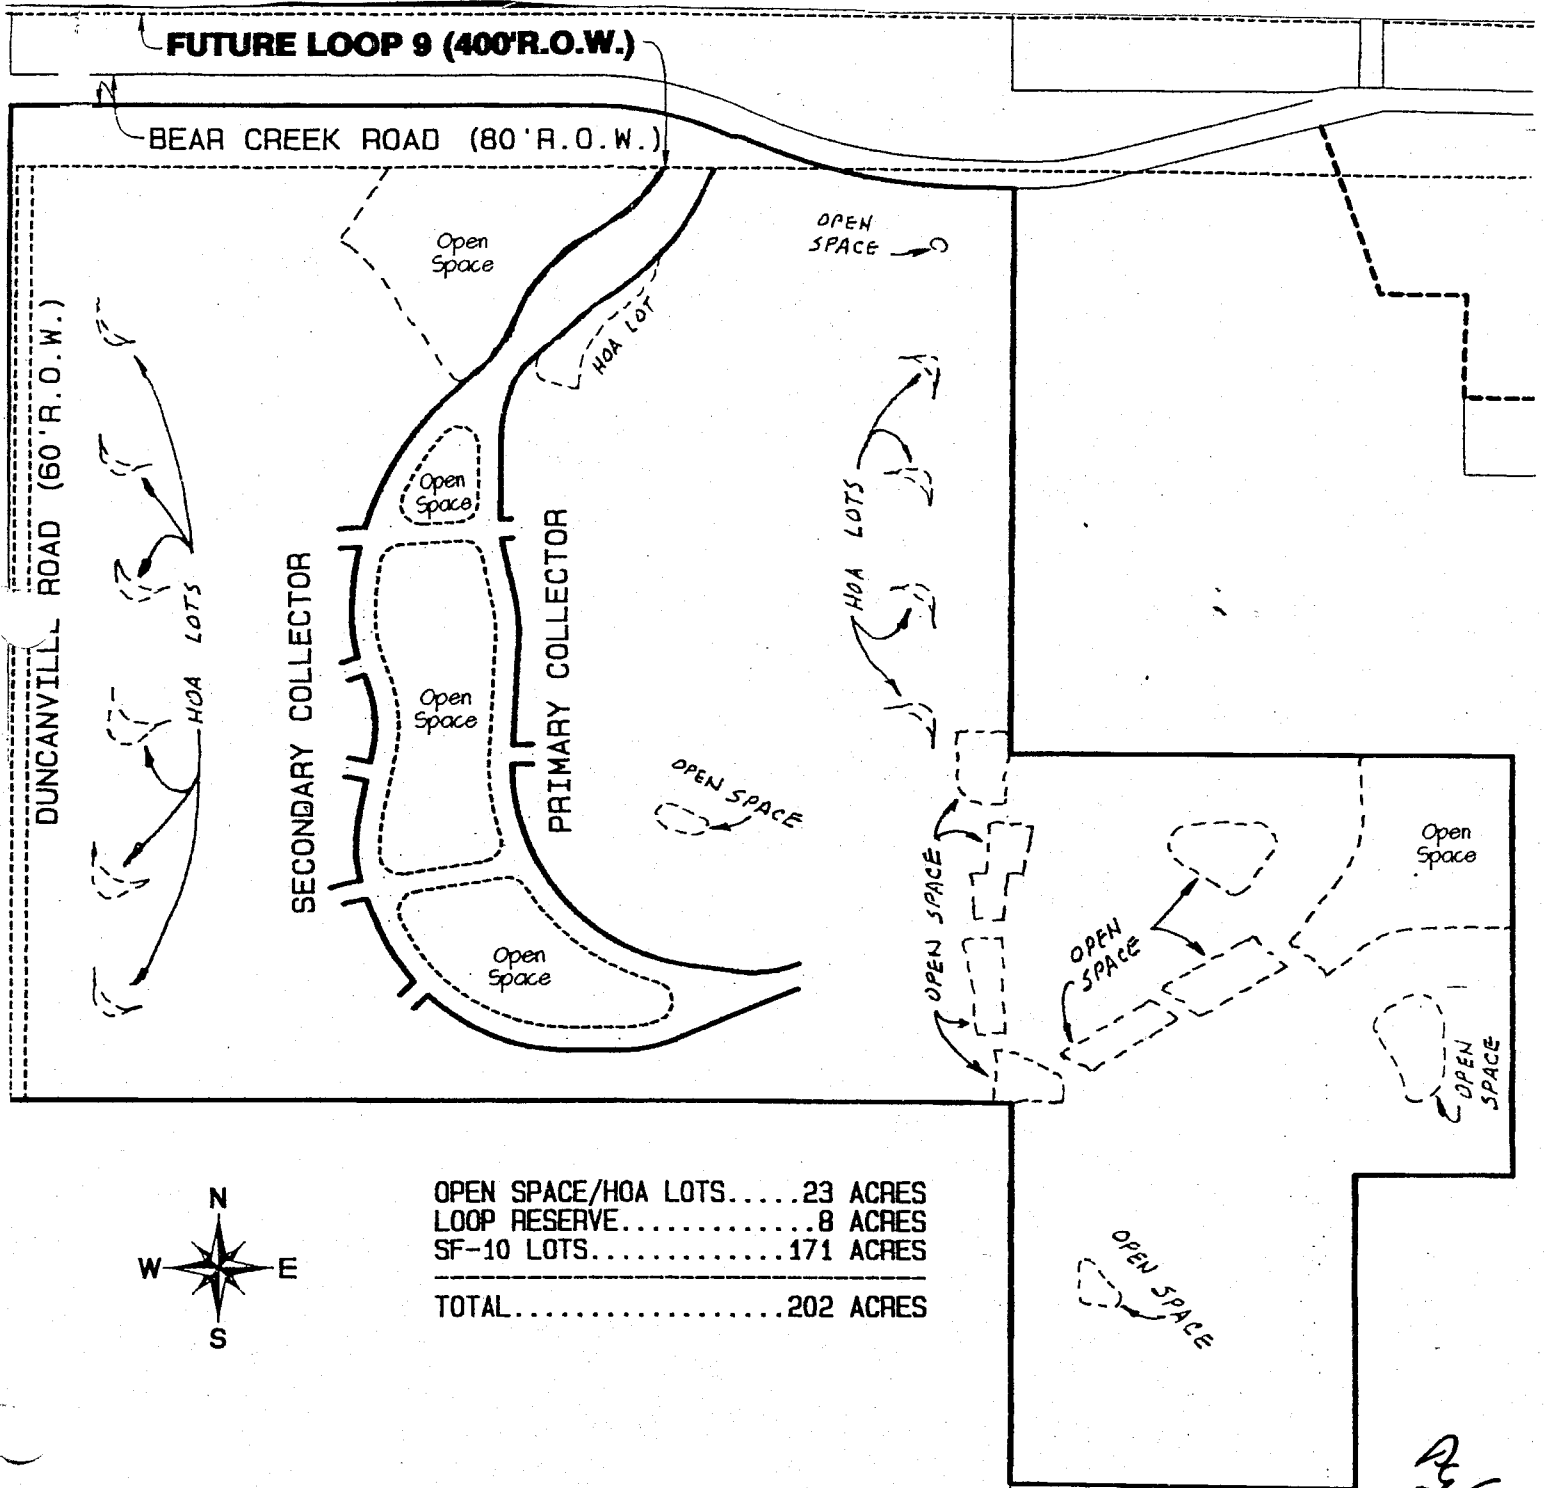 FUTURE LOOP 9 (400'R.O.W.)
BEAR CREEK ROAD (80'R.O.W.)
Open
Space
OPEN
SPACE
HOA LOT
DUNCANVILLE ROAD (60'R.O.W.)
HOA LOTS
Open
Space
HOA LOTS
SECONDARY COLLECTOR
PRIMARY COLLECTOR
Open
Space
OPEN SPACE
OPEN SPACE
Open
Space
OPEN
SPACE
Open
Space
OPEN
SPACE
OPEN SPACE/HOA LOTS.....23 ACRES
LOOP RESERVE.............8 ACRES
SF-10 LOTS.............171 ACRES
TOTAL..................202 ACRES
N
W E
S
OPEN
SPACE